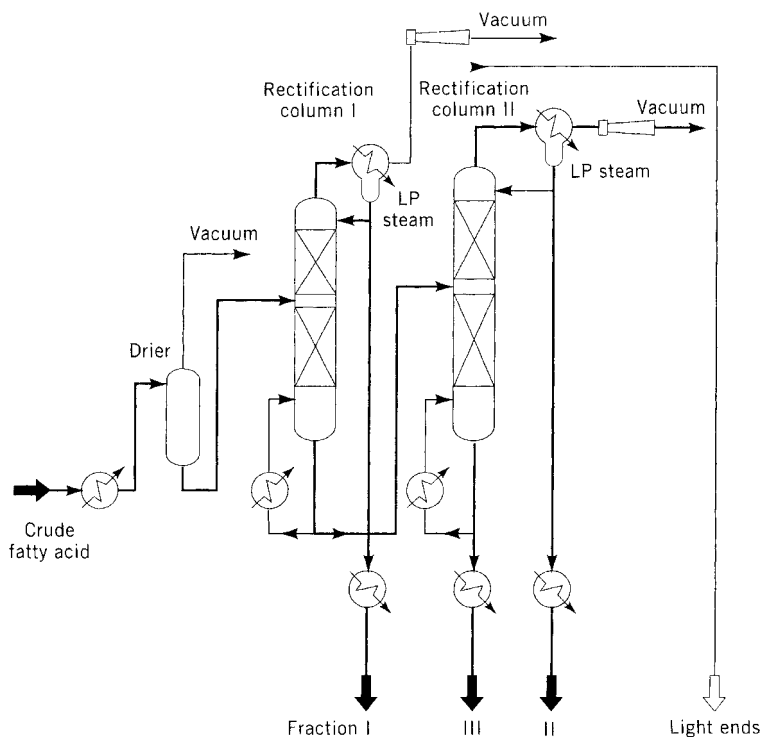 Vacuum
Rectification
column I
Rectification
column II
Vacuum
LP steam
LP
steam
Vacuum
Drier
Crude
fatty acid
Fraction I
III
II
Light ends